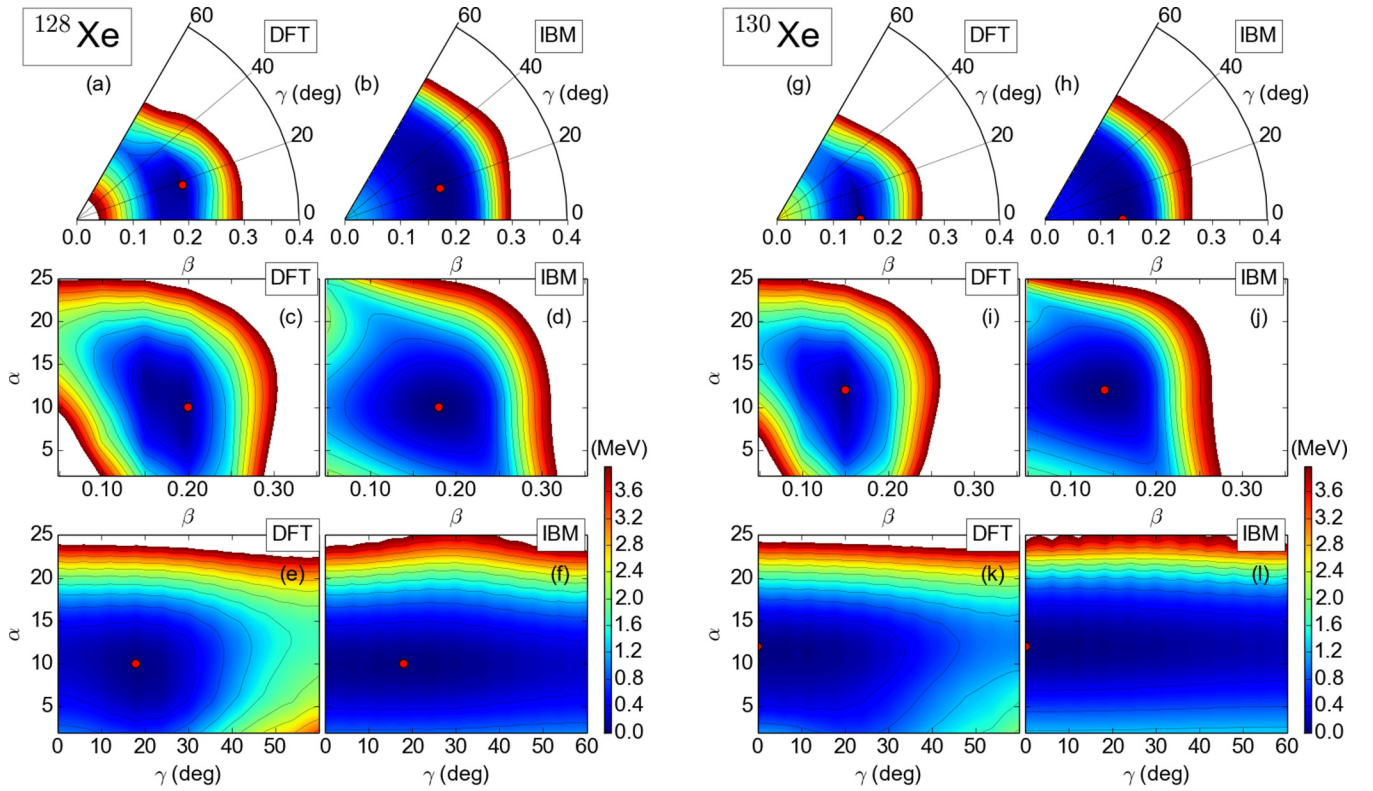 128Xe
DFT
60
IBM
60
(a)
40
(b)
40
γ (deg)
γ (deg)
20
20
0
0
0.0 0.1 0.2 0.3 0.4
0.0 0.1 0.2 0.3 0.4
β
25
20
15
10
5
α
DFT
(c)
IBM
(d)
0.10 0.20 0.30
0.10 0.20 0.30
β
25
20
15
10
5
α
DFT
(e)
IBM
(f)
0 10 20 30 40 50
0 10 20 30 40 50 60
γ (deg)
γ (deg)
(MeV)
3.6
3.2
2.8
2.4
2.0
1.6
1.2
0.8
0.4
0.0
130Xe
DFT
60
IBM
60
(g)
40
(h)
40
γ (deg)
γ (deg)
20
20
0
0
0.0 0.1 0.2 0.3 0.4
0.0 0.1 0.2 0.3 0.4
β
25
20
15
10
5
α
DFT
(i)
IBM
(j)
0.10 0.20 0.30
0.10 0.20 0.30
β
25
20
15
10
5
α
DFT
(k)
IBM
(l)
0 10 20 30 40 50
0 10 20 30 40 50 60
γ (deg)
γ (deg)
(MeV)
3.6
3.2
2.8
2.4
2.0
1.6
1.2
0.8
0.4
0.0